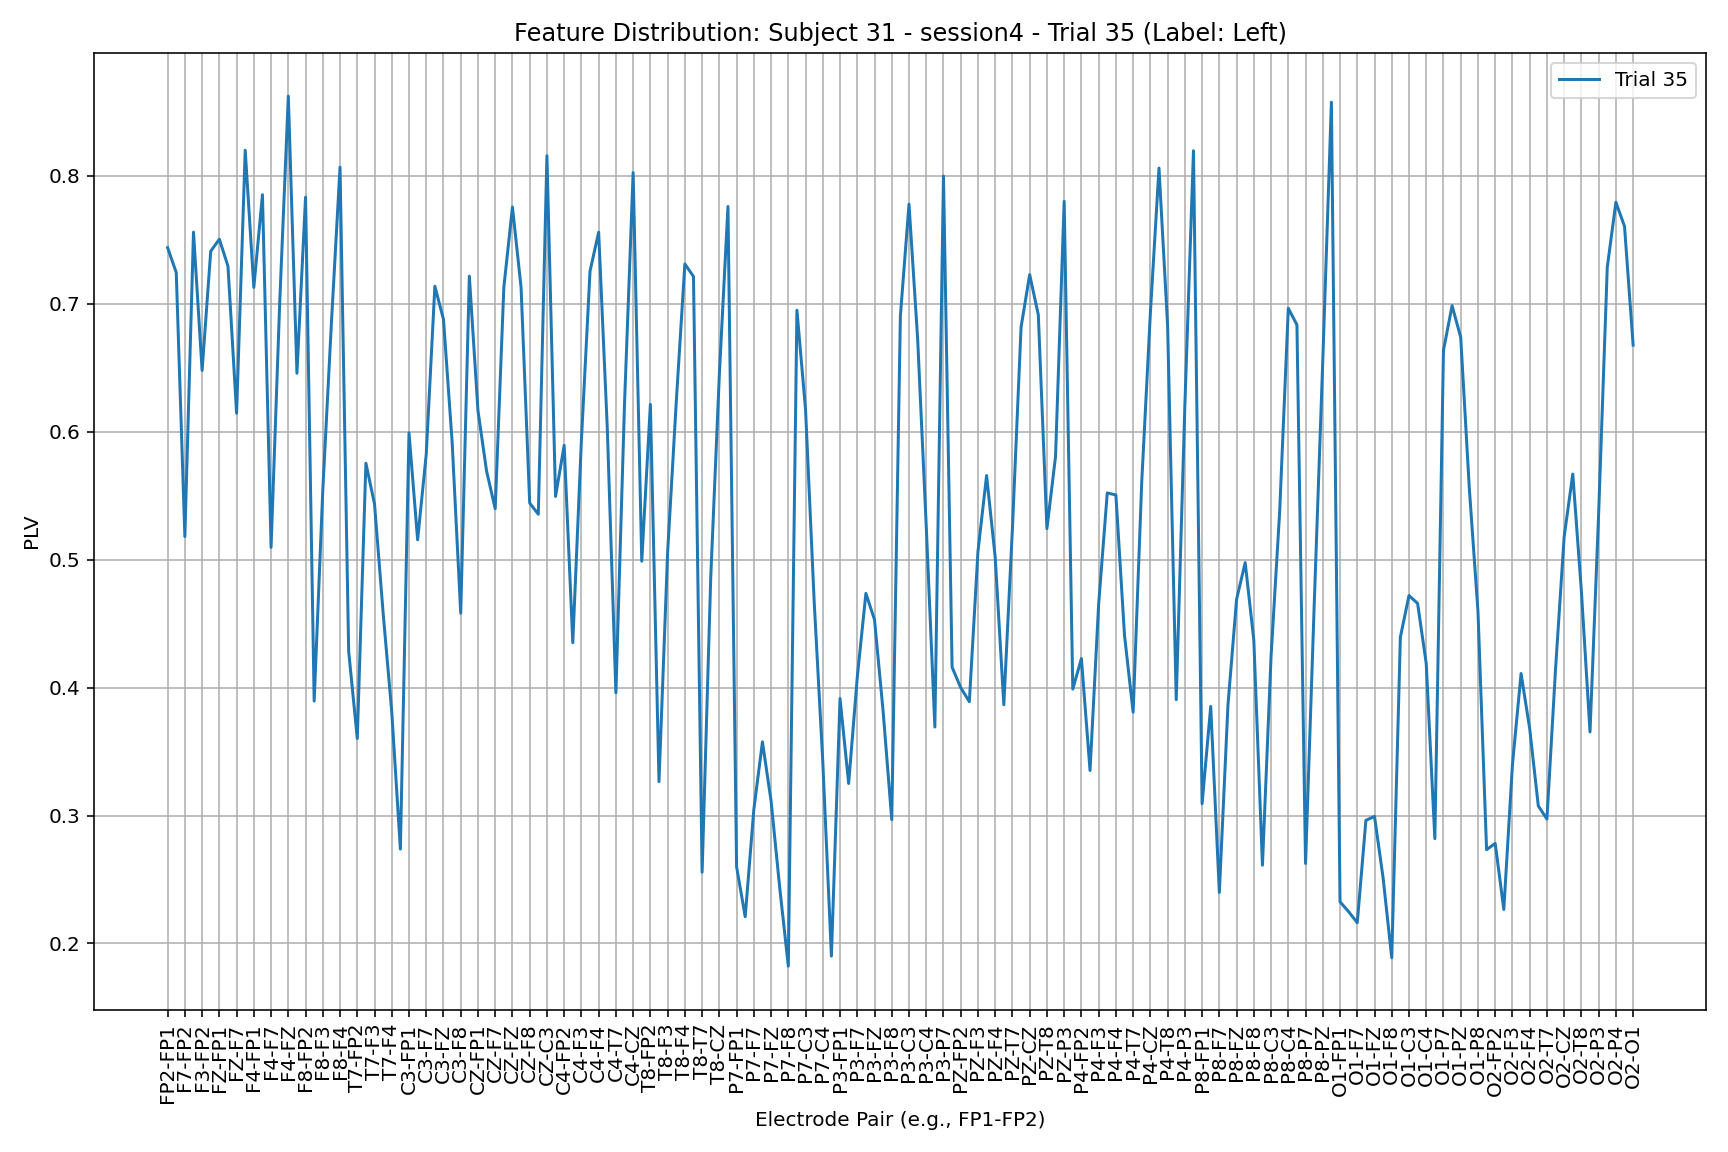 Feature Distribution: Subject 31 - session4 - Trial 35 (Label: Left)
Trial 35
PLV
0.8
0.7
0.6
0.5
0.4
0.3
0.2
FP2-FP1
F7-FP2
F3-FP2
FZ-FP1
FZ-F7
F4-FP1
F4-F7
F4-FZ
F8-FP2
F8-F3
F8-F4
T7-FP2
T7-F3
T7-F4
C3-FP1
C3-F7
C3-FZ
C3-F8
CZ-FP1
CZ-F7
CZ-FZ
CZ-F8
CZ-C3
C4-FP2
C4-F3
C4-F4
C4-T7
C4-CZ
T8-FP2
T8-F3
T8-F4
T8-T7
T8-CZ
P7-FP1
P7-F7
P7-FZ
P7-F8
P7-C3
P7-C4
P3-FP1
P3-F7
P3-FZ
P3-F8
P3-C3
P3-C4
P3-P7
PZ-FP2
PZ-F3
PZ-F4
PZ-T7
PZ-CZ
PZ-T8
PZ-P3
P4-FP2
P4-F3
P4-F4
P4-T7
P4-CZ
P4-T8
P4-P3
P8-FP1
P8-F7
P8-FZ
P8-F8
P8-C3
P8-C4
P8-P7
P8-PZ
O1-FP1
O1-F7
O1-FZ
O1-F8
O1-C3
O1-C4
O1-P7
O1-PZ
O1-P8
O2-FP2
O2-F3
O2-F4
O2-T7
O2-CZ
O2-T8
O2-P3
O2-P4
O2-O1
Electrode Pair (e.g., FP1-FP2)